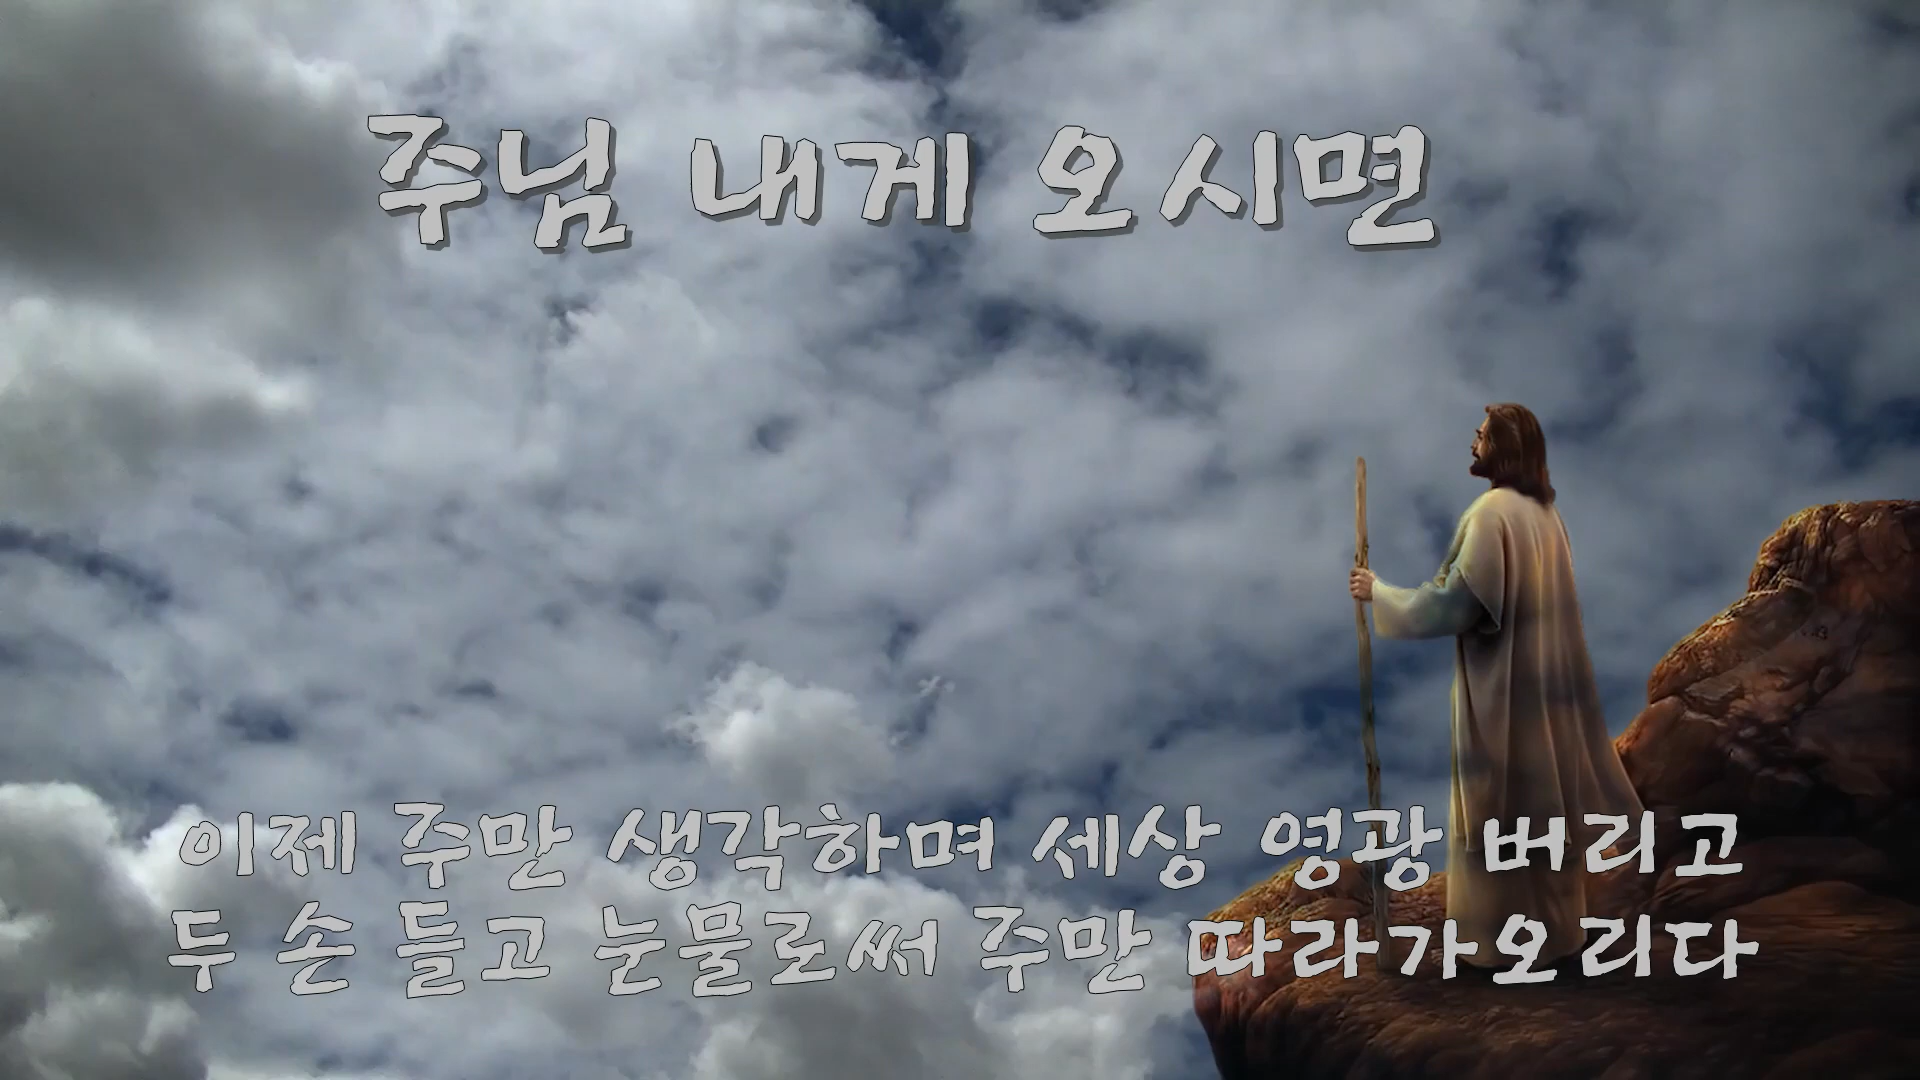 주님 내게 오시면
이제 주만 생각하며 세상 영광 버리고
두 손 들고 눈물로써 주만 따라가오리다